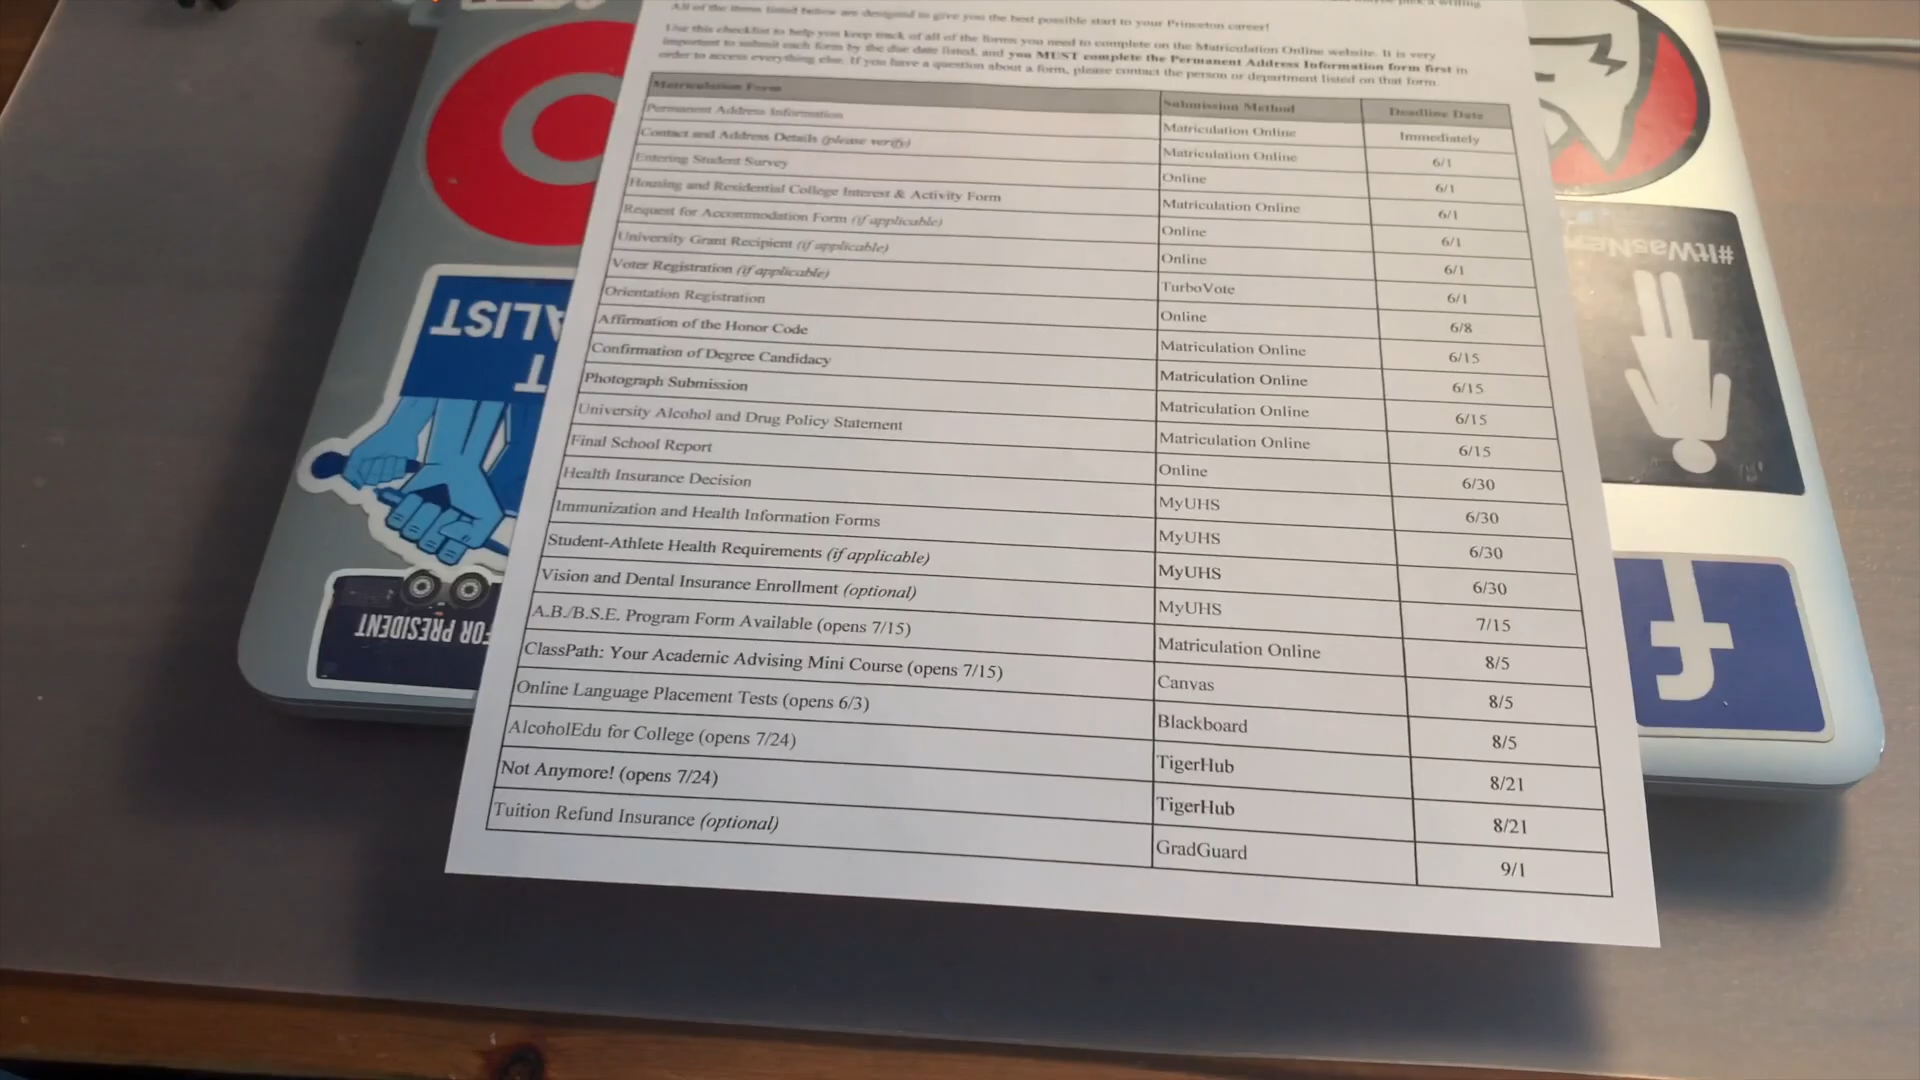 All of the items listed below are designed to give you the best possible start to your Princeton career!
Use this checklist to help you keep track of all of the forms you need to complete on the Matriculation Online website. It is very
important to submit each form by the due date listed, and you MUST complete the Permanent Address Information form first in
order to access everything else. If you have a question about a form, please contact the person or department listed on that form.
Matriculation Form Submission Method Deadline Date
Permanent Address Information Matriculation Online Immediately
Contact and Address Details (please verify) Matriculation Online 6/1
Entering Student Survey Online 6/1
Housing and Residential College Interest & Activity Form Matriculation Online 6/1
Request for Accommodation Form (if applicable) Online 6/1
University Grant Recipient (if applicable) Online 6/1
Voter Registration (if applicable) TurboVote 6/1
Orientation Registration Online 6/8
Affirmation of the Honor Code Matriculation Online 6/15
Confirmation of Degree Candidacy Matriculation Online 6/15
Photograph Submission Matriculation Online 6/15
University Alcohol and Drug Policy Statement Matriculation Online 6/15
Final School Report Online 6/30
Health Insurance Decision MyUHS 6/30
Immunization and Health Information Forms MyUHS 6/30
Student-Athlete Health Requirements (if applicable) MyUHS 6/30
Vision and Dental Insurance Enrollment (optional) MyUHS 7/15
A.B./B.S.E. Program Form Available (opens 7/15) Matriculation Online 8/5
ClassPath: Your Academic Advising Mini Course (opens 7/15) Canvas 8/5
Online Language Placement Tests (opens 6/3) Blackboard 8/5
AlcoholEdu for College (opens 7/24) TigerHub 8/21
Not Anymore! (opens 7/24) TigerHub 8/21
Tuition Refund Insurance (optional) GradGuard 9/1
FOR PRESIDENT
f